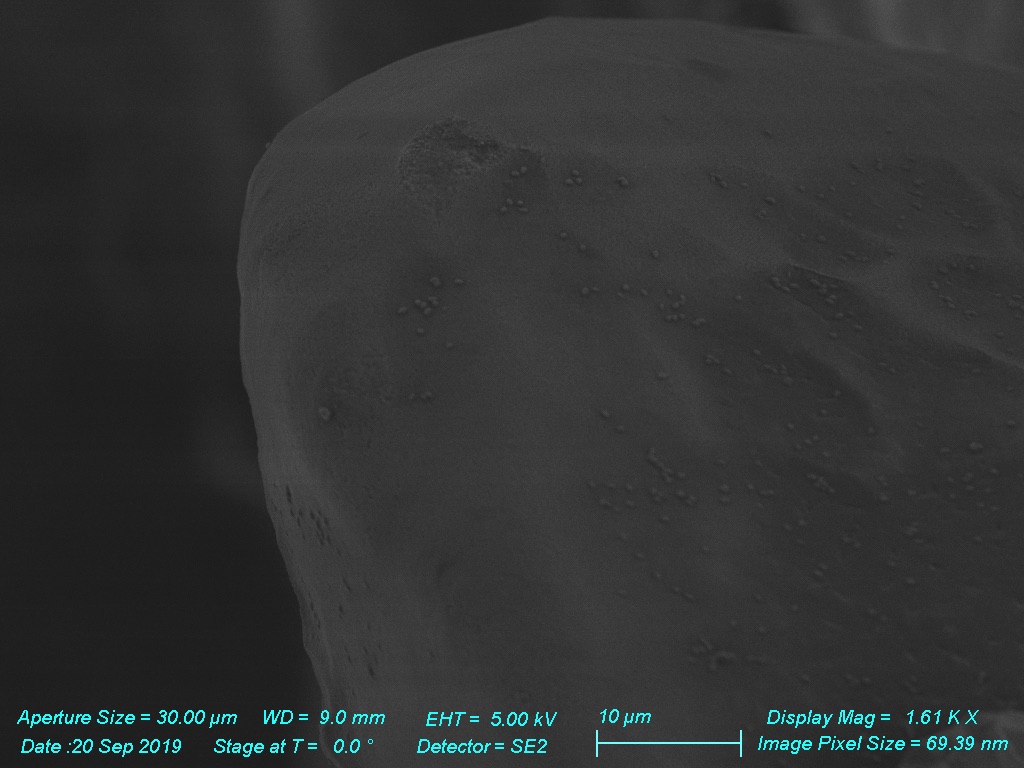 Aperture Size = 30.00 µm WD = 9.0 mm EHT = 5.00 kV 10 µm Display Mag = 1.61 K X
Date :20 Sep 2019 Stage at T = 0.0 ° Detector = SE2 Image Pixel Size = 69.39 nm